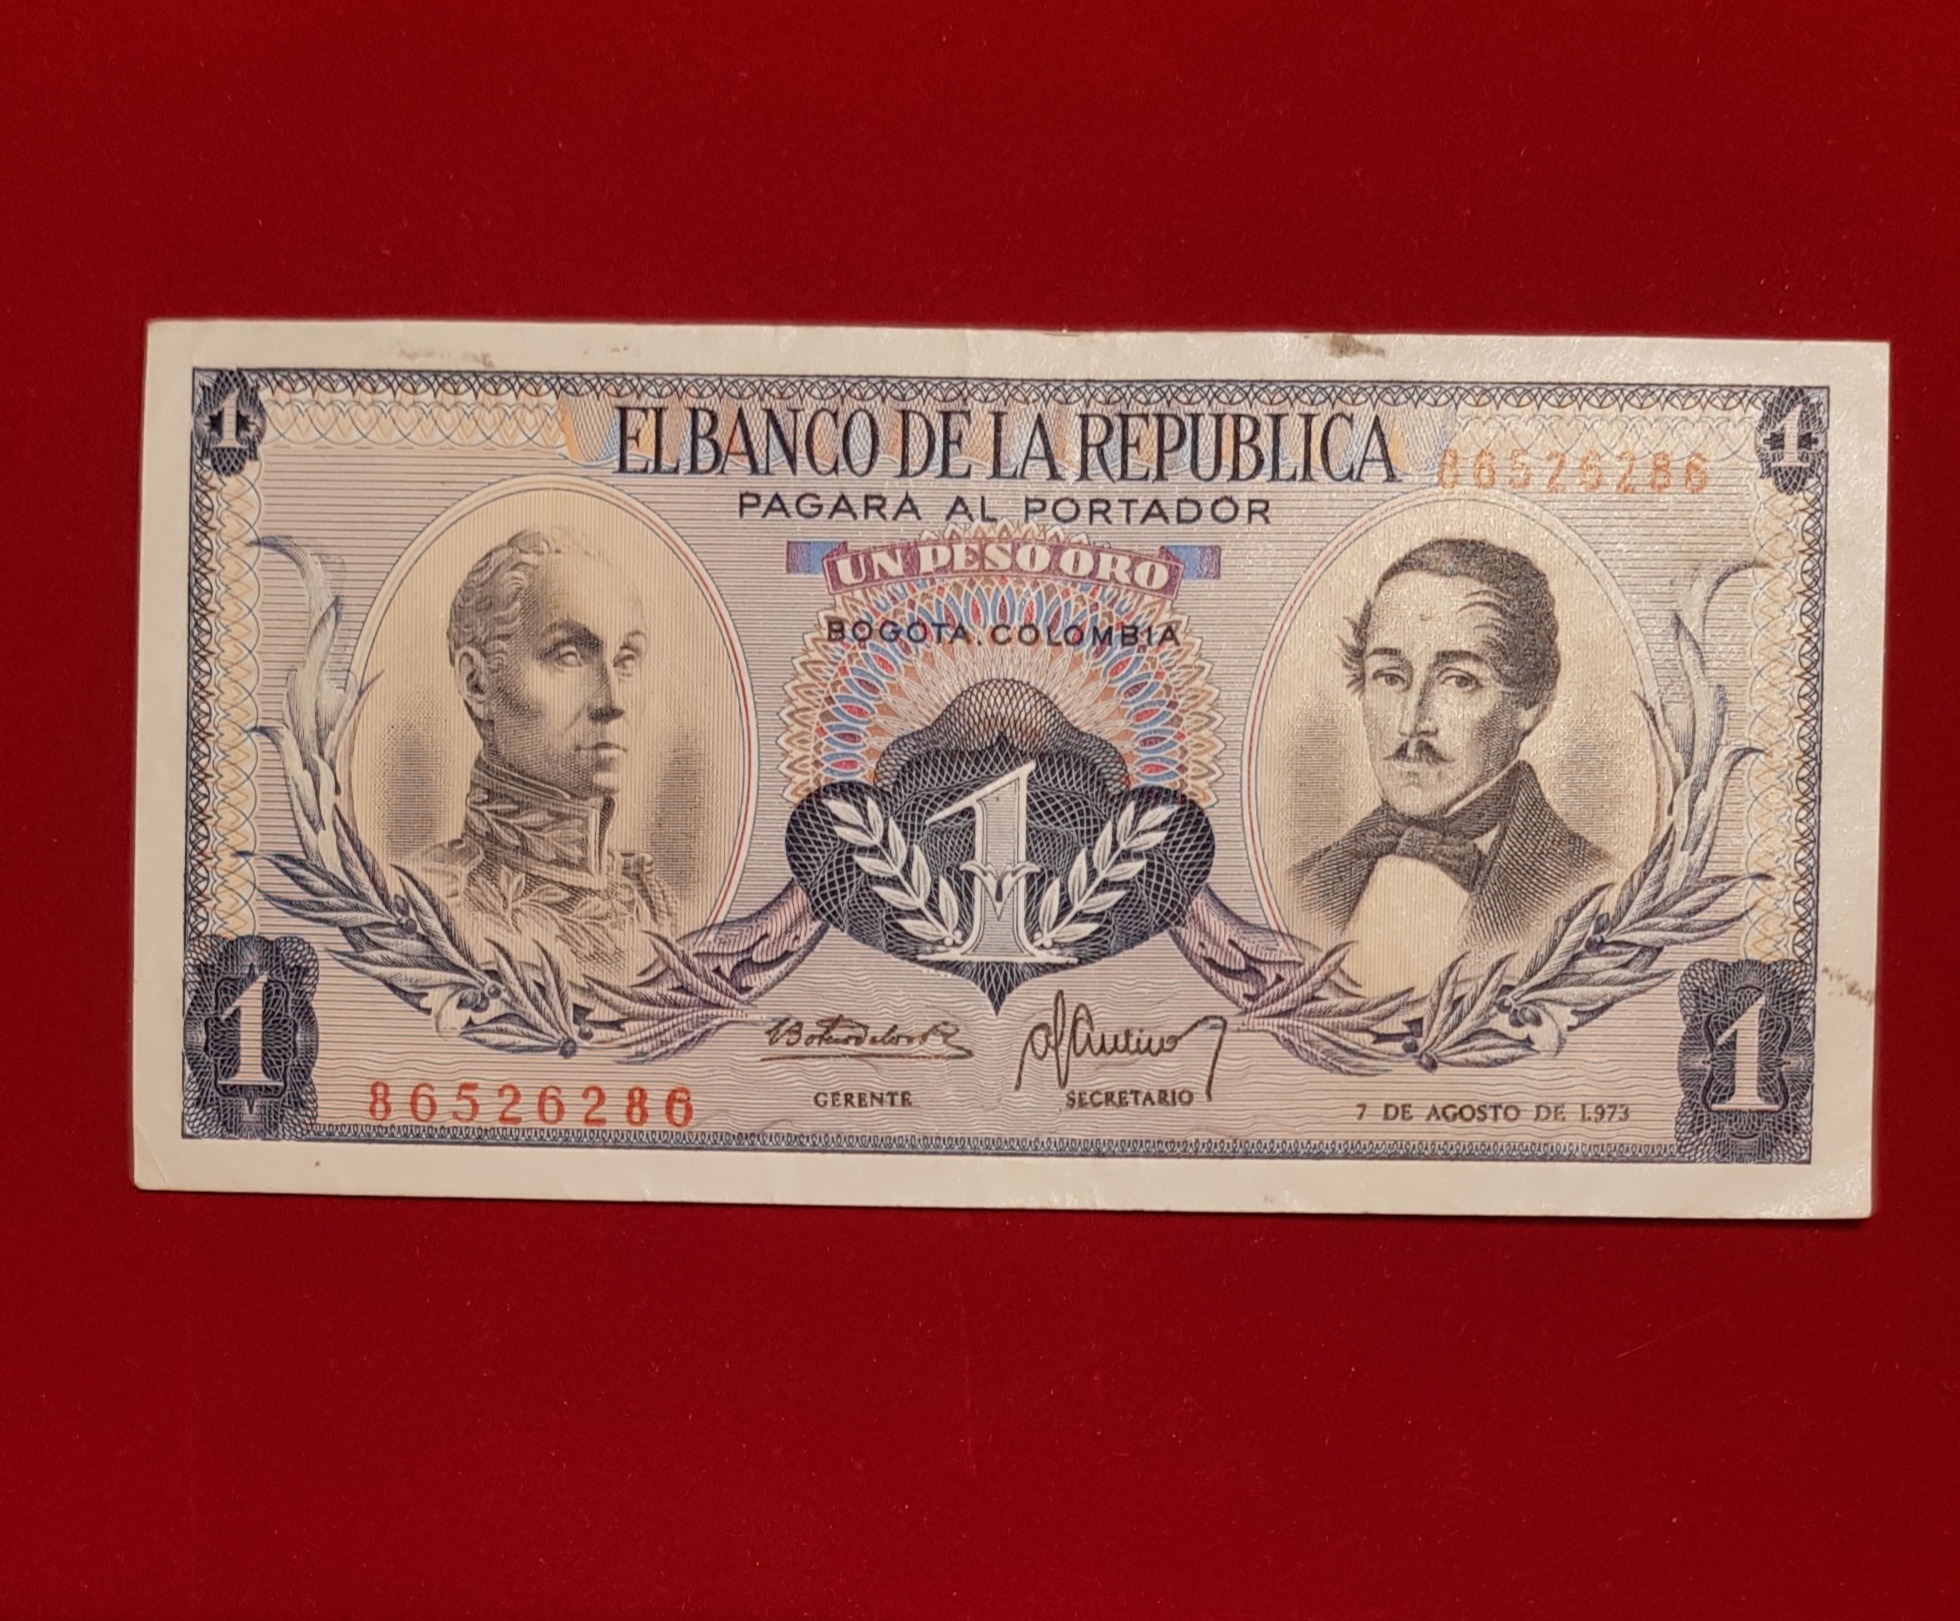 1
EL BANCO DE LA REPUBLICA
1
86526286
PAGARÁ AL PORTADOR
UN PESO ORO
BOGOTA, COLOMBIA
1
1
86526286
GERENTE
SECRETARIO
7 DE AGOSTO DE 1.973
1